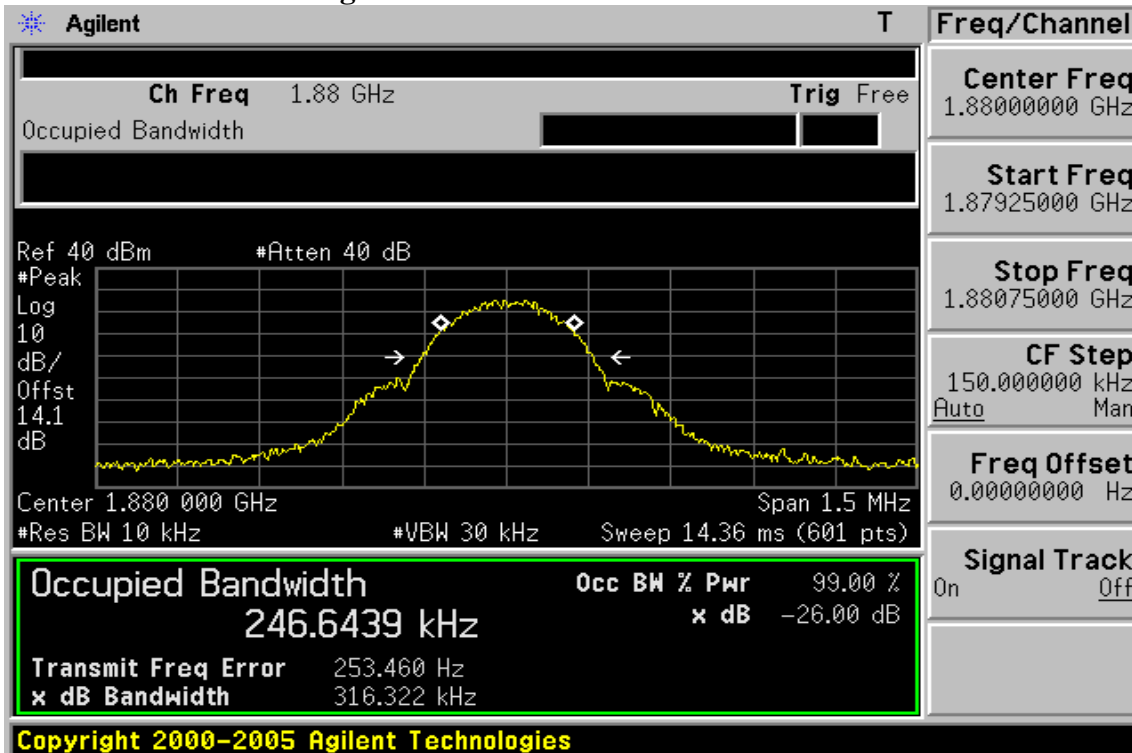 Agilent T
Freq/Channel
Ch Freq 1.88 GHz Trig Free
Occupied Bandwidth
Center Freq
1.88000000 GHz
Start Freq
1.87925000 GHz
Stop Freq
1.88075000 GHz
CF Step
150.000000 kHz
Auto Man
Freq Offset
0.00000000 Hz
Signal Track
On Off
Ref 40 dBm #Atten 40 dB
#Peak
Log
10
dB/
Offst
14.1
dB
Center 1.880 000 GHz Span 1.5 MHz
#Res BW 10 kHz #VBW 30 kHz Sweep 14.36 ms (601 pts)
Occupied Bandwidth
246.6439 kHz
Occ BW % Pwr 99.00 %
x dB -26.00 dB
Transmit Freq Error 253.460 Hz
x dB Bandwidth 316.322 kHz
Copyright 2000-2005 Agilent Technologies